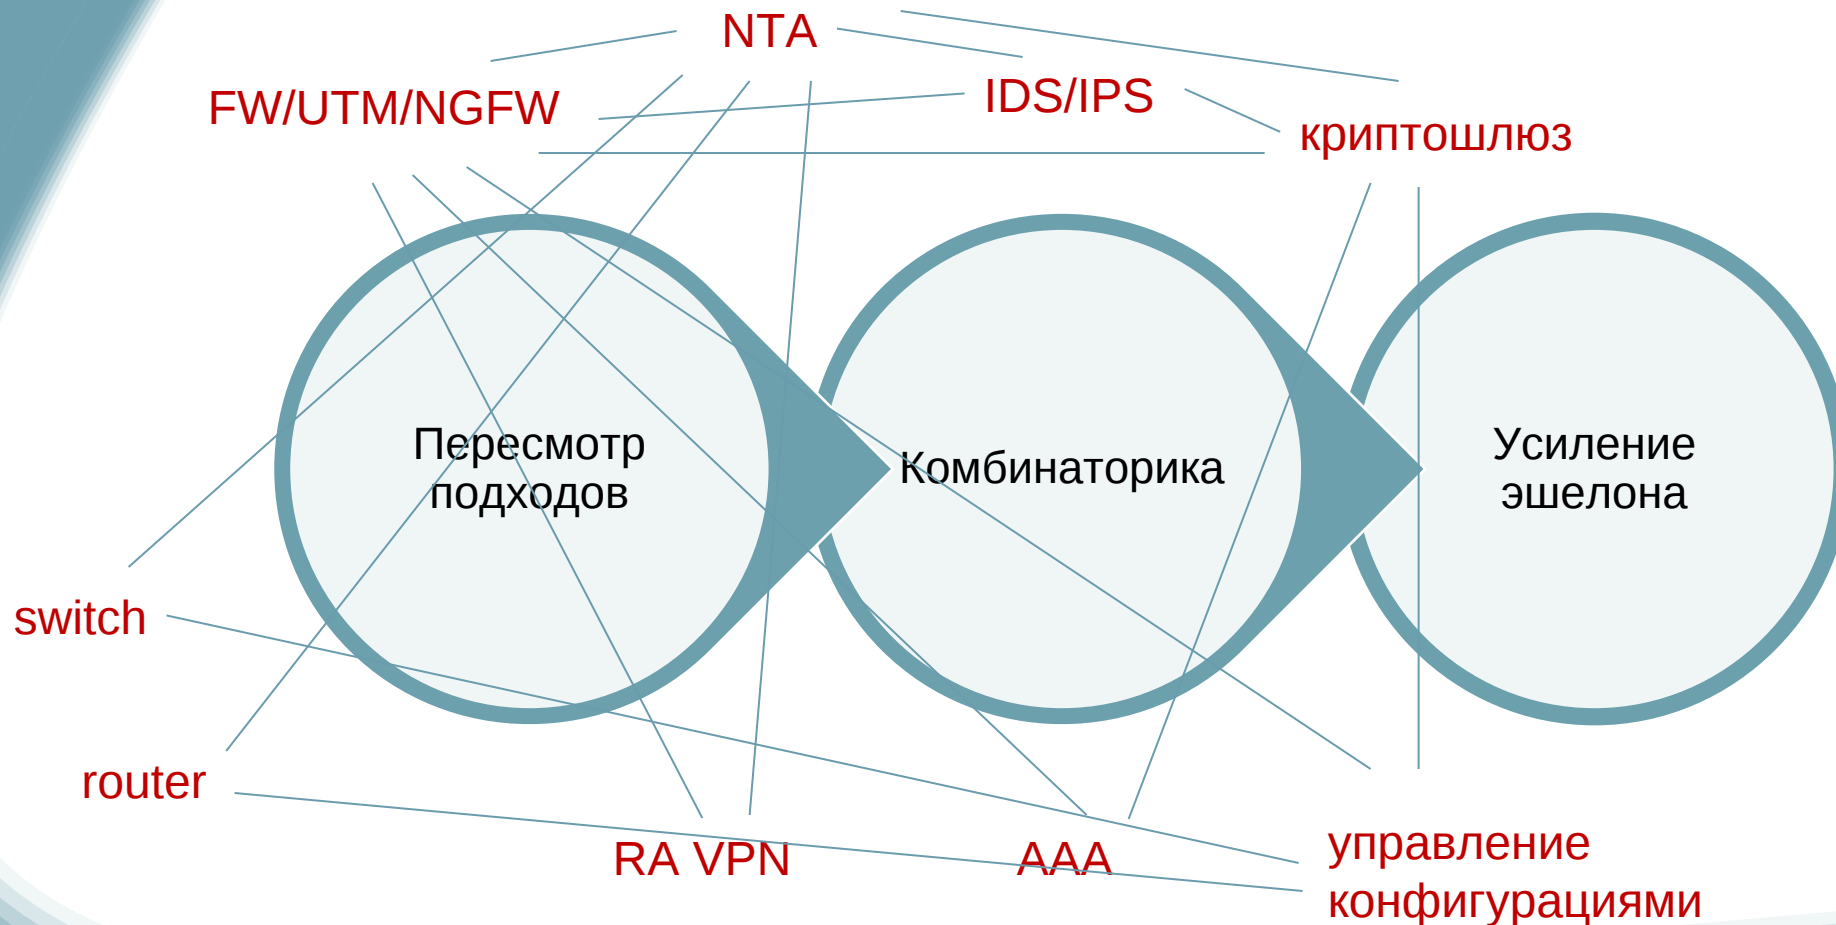 NTA
FW/UTM/NGFW
IDS/IPS
криптошлюз
Пересмотр
подходов
Комбинаторика
Усиление
эшелона
switch
router
RA VPN
AAA
управление
конфигурациями